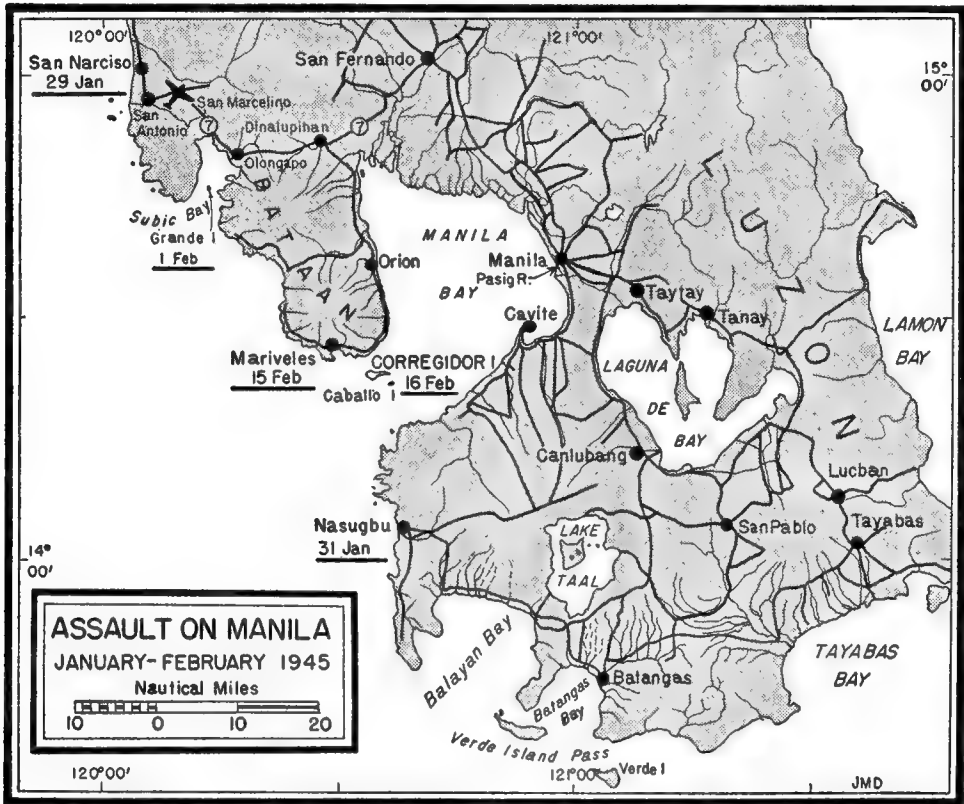 120°00'
121°00'
San Narciso
29 Jan
San Fernando
15°
00'
San Marcelino
San
Antonio
7
Dinalupihan
7
Olongapo
BATAAN
LUZON
Subic Bay
Grande I
1 Feb
MANILA
BAY
Manila
Pasig R.
Orion
Taytay
Cavite
Tanay
LAMON
BAY
Mariveles
15 Feb
CORREGIDOR I
16 Feb
Caballo I
LAGUNA
DE
BAY
Canlubang
Lucban
Nasugbu
31 Jan
San Pablo
Tayabas
14°
00'
LAKE
TAAL
ASSAULT ON MANILA
JANUARY-FEBRUARY 1945
Nautical Miles
10 0 10 20
Balayan Bay
Batangas
Bay
Batangas
TAYABAS
BAY
Verde Island Pass
Verde I
120°00'
121°00'
JMD